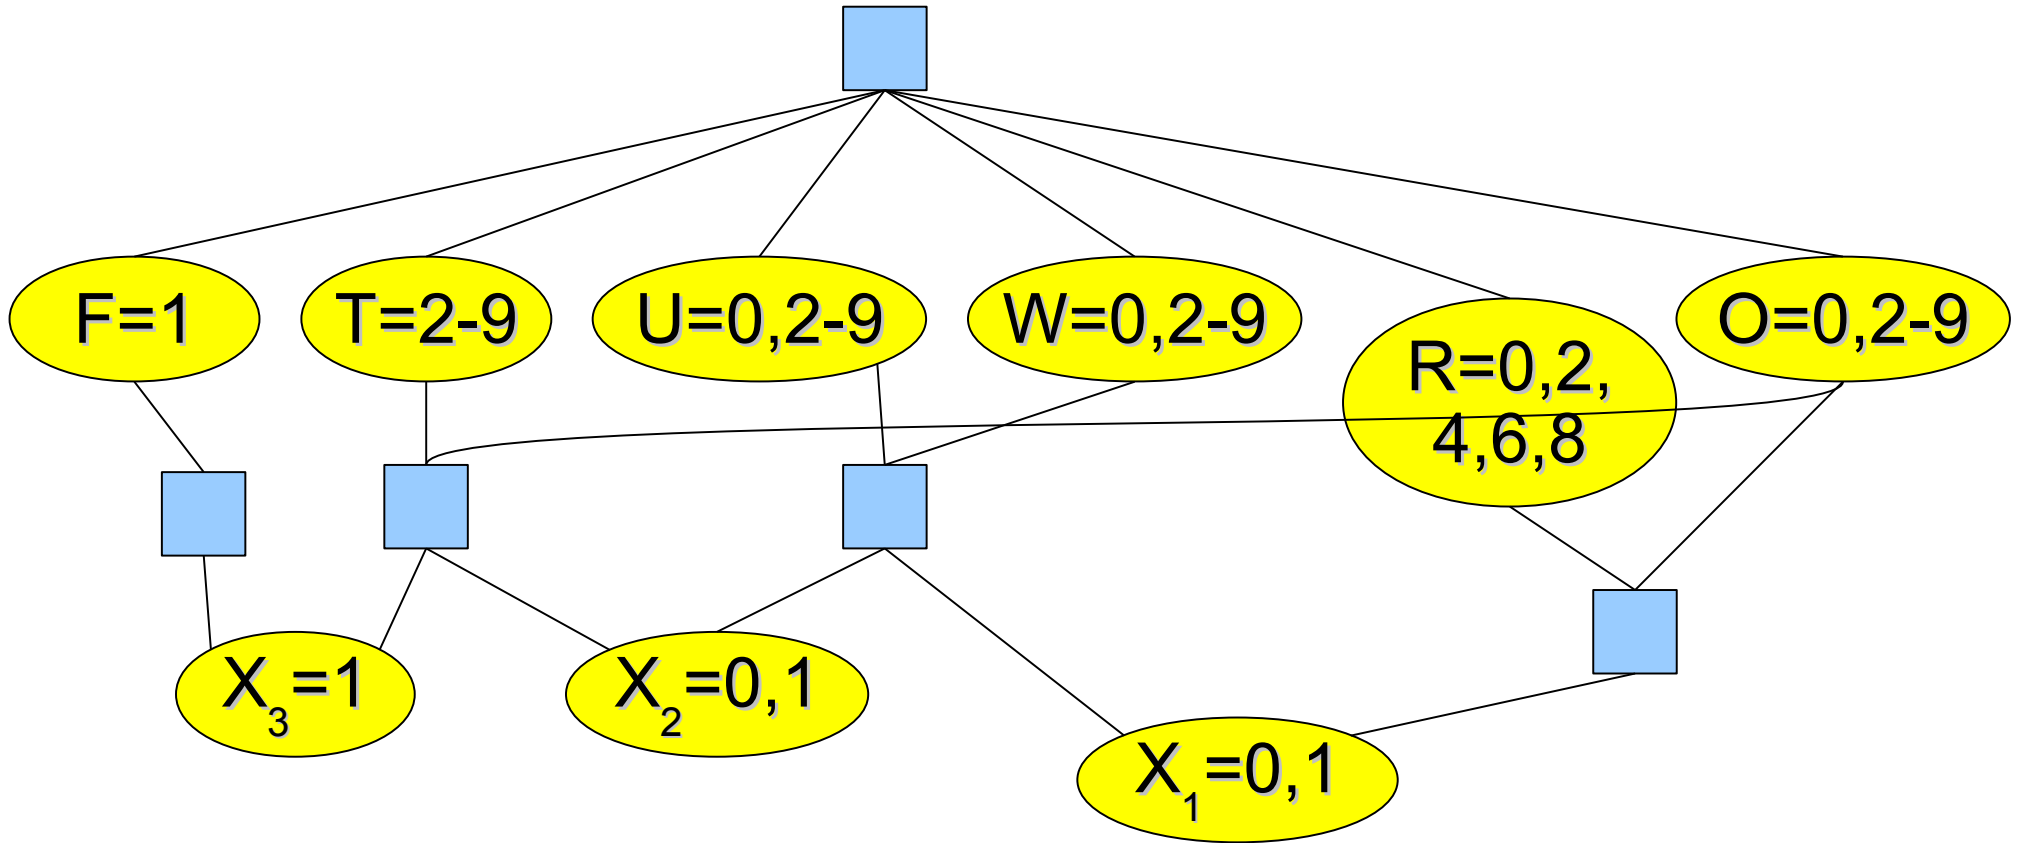 F=1
T=2-9
U=0,2-9
W=0,2-9
R=0,2,
4,6,8
O=0,2-9
X3=1
X2=0,1
X1=0,1